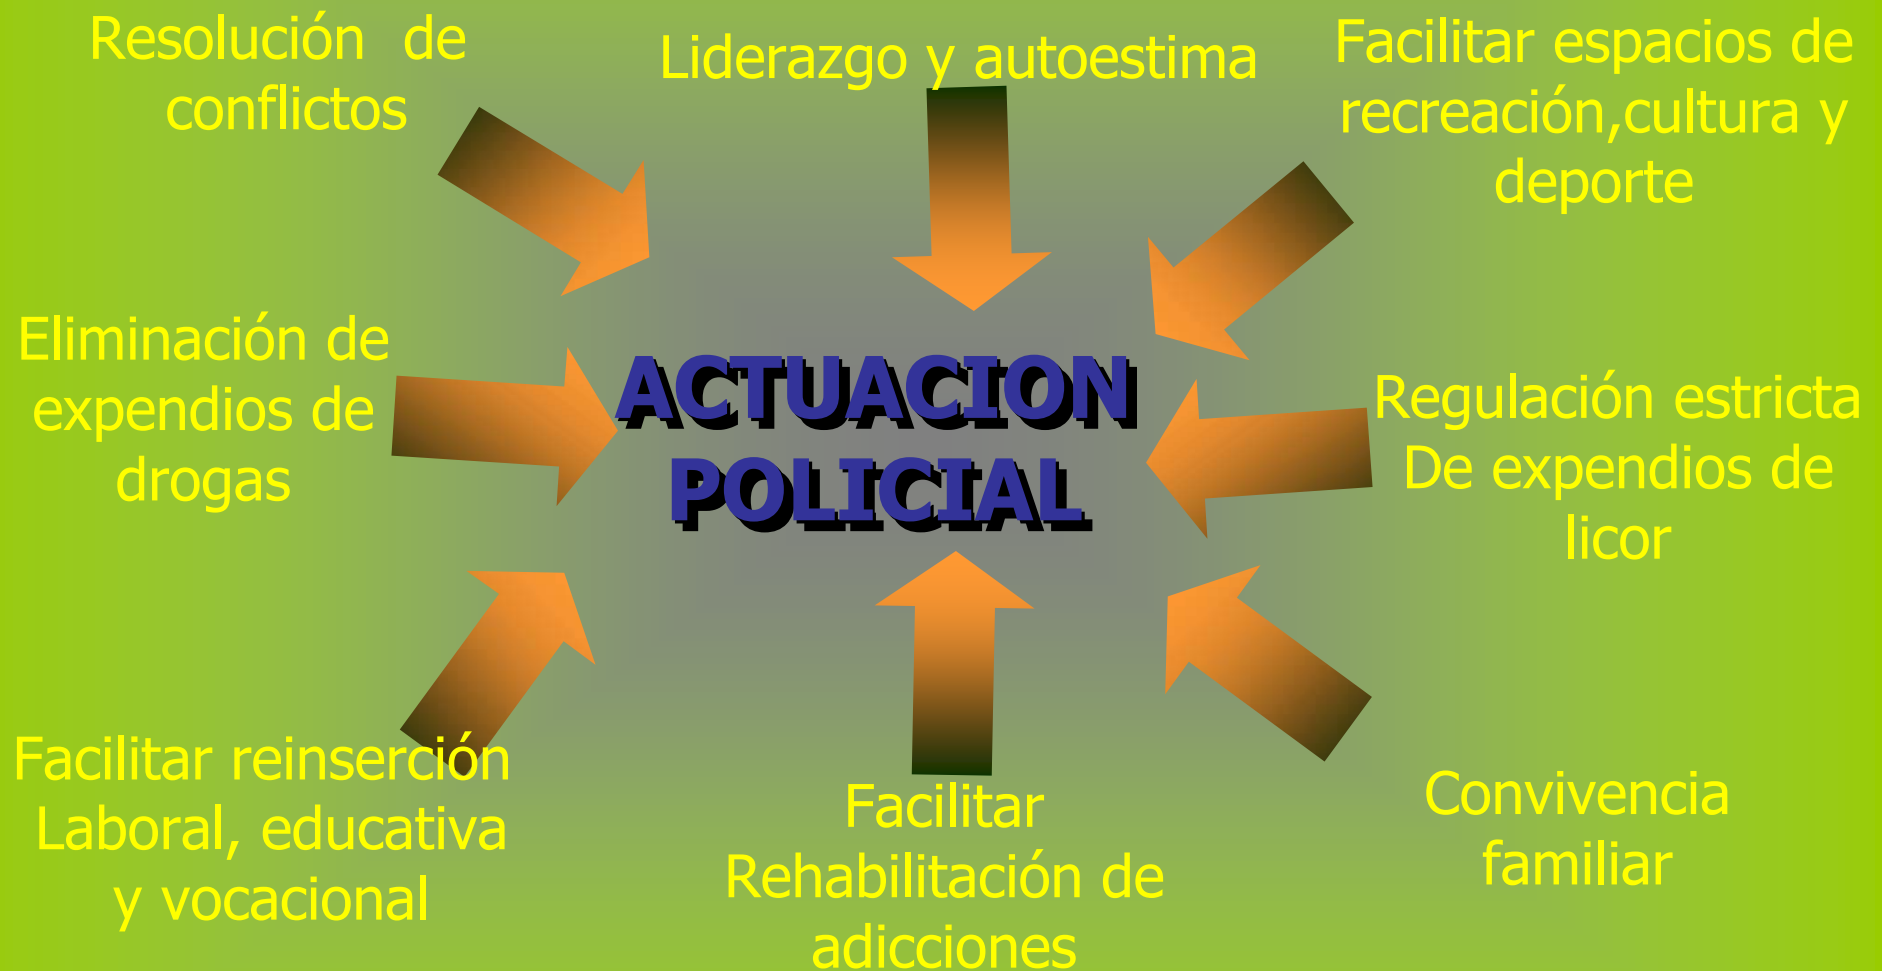 Resolución de
conflictos
Liderazgo y autoestima
Facilitar espacios de
recreación,cultura y
deporte
Eliminación de
expendios de
drogas
ACTUACION
POLICIAL
Regulación estricta
De expendios de
licor
Facilitar reinserción
Laboral, educativa
y vocacional
Facilitar
Rehabilitación de
adicciones
Convivencia
familiar